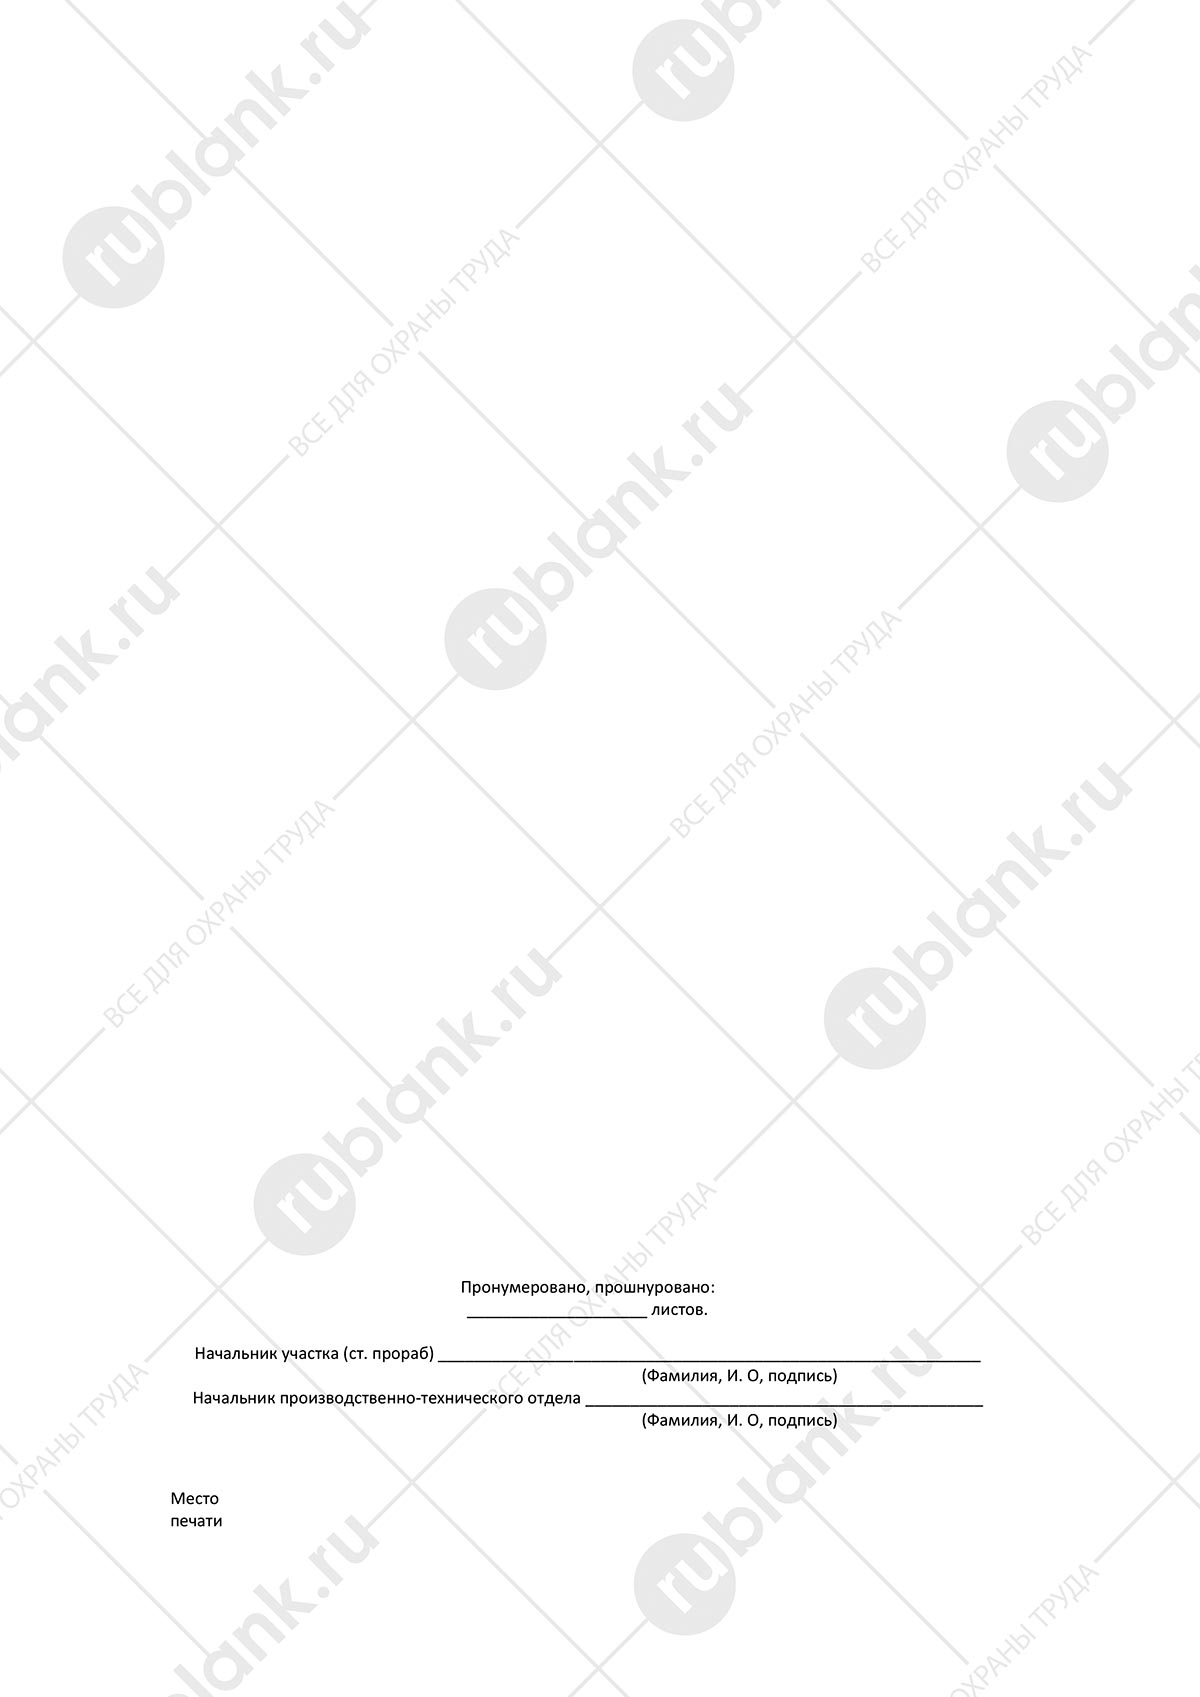 Пронумеровано, прошнуровано:
____________________ листов.
Начальник участка (ст. прораб) ____________________________________________________________
(Фамилия, И. О, подпись)
Начальник производственно-технического отдела ____________________________________________
(Фамилия, И. О, подпись)
Место
печати
rublank.ru
ВСЕ ДЛЯ ОХРАНЫ ТРУДА